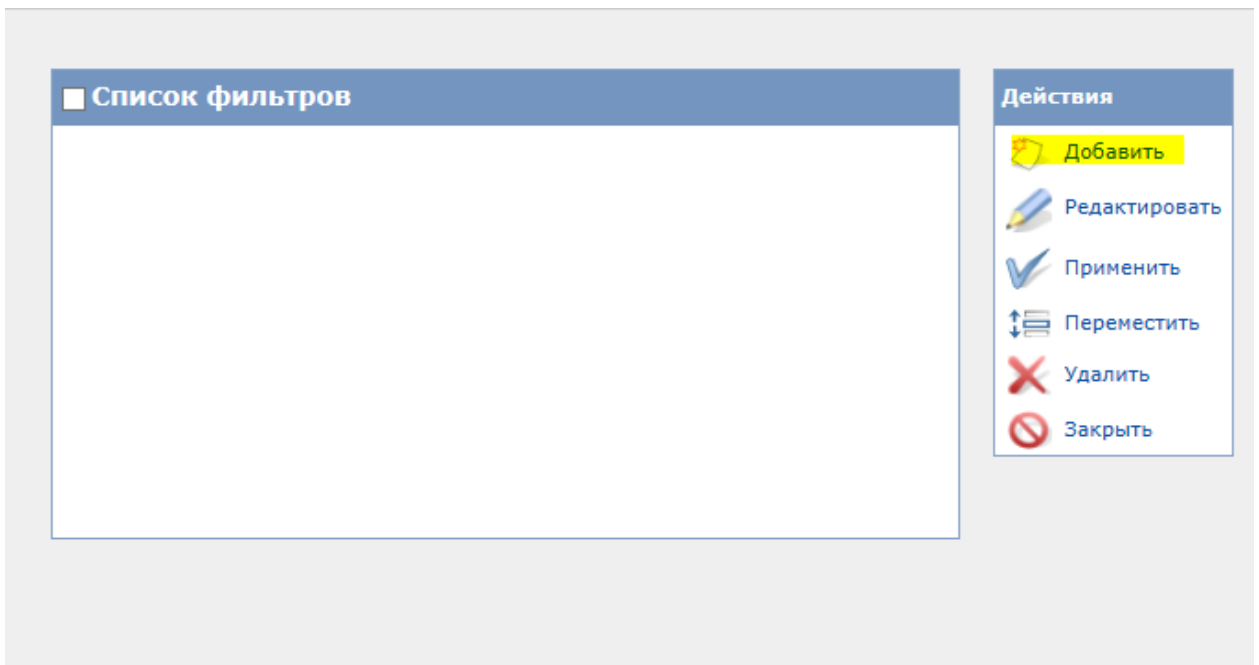 Список фильтров
Действия
Добавить
Редактировать
Применить
Переместить
Удалить
Закрыть